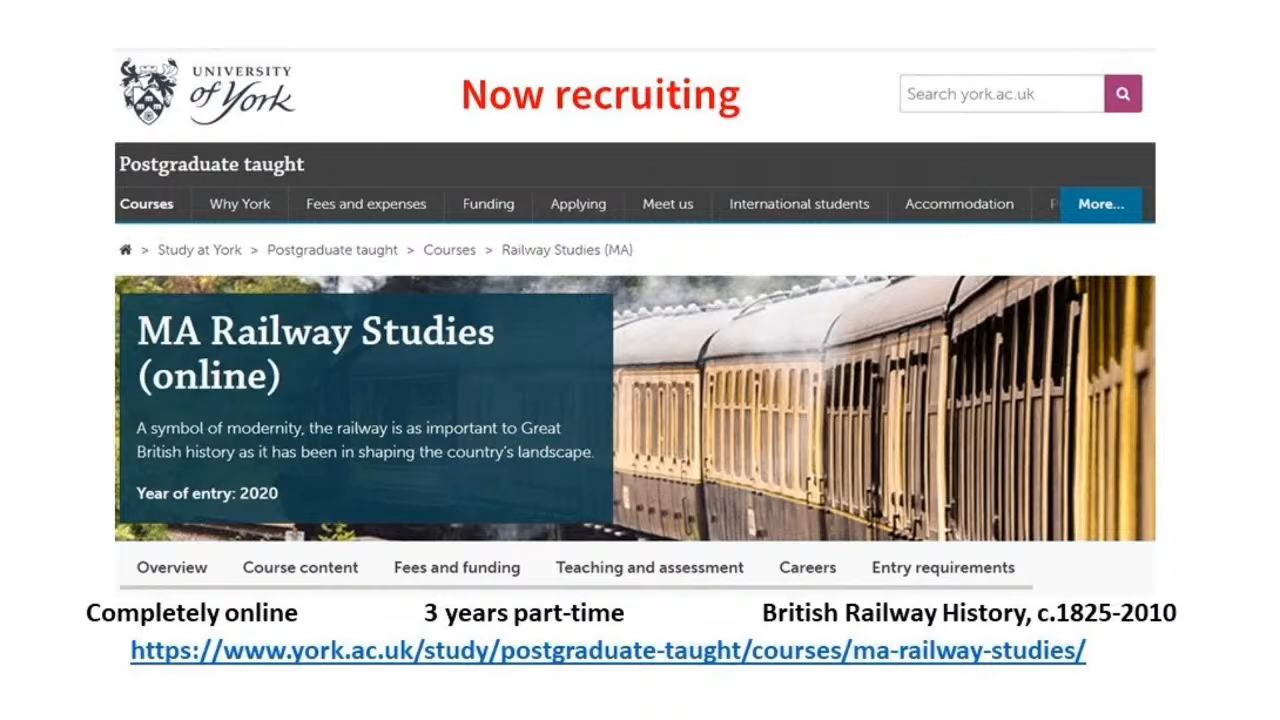 UNIVERSITY
of York
Now recruiting
Search york.ac.uk
Postgraduate taught
Courses Why York Fees and expenses Funding Applying Meet us International students Accommodation More...
> Study at York > Postgraduate taught > Courses > Railway Studies (MA)
MA Railway Studies
(online)
A symbol of modernity, the railway is as important to Great
British history as it has been in shaping the country's landscape.
Year of entry: 2020
Overview Course content Fees and funding Teaching and assessment Careers Entry requirements
Completely online 3 years part-time British Railway History, c.1825-2010
https://www.york.ac.uk/study/postgraduate-taught/courses/ma-railway-studies/